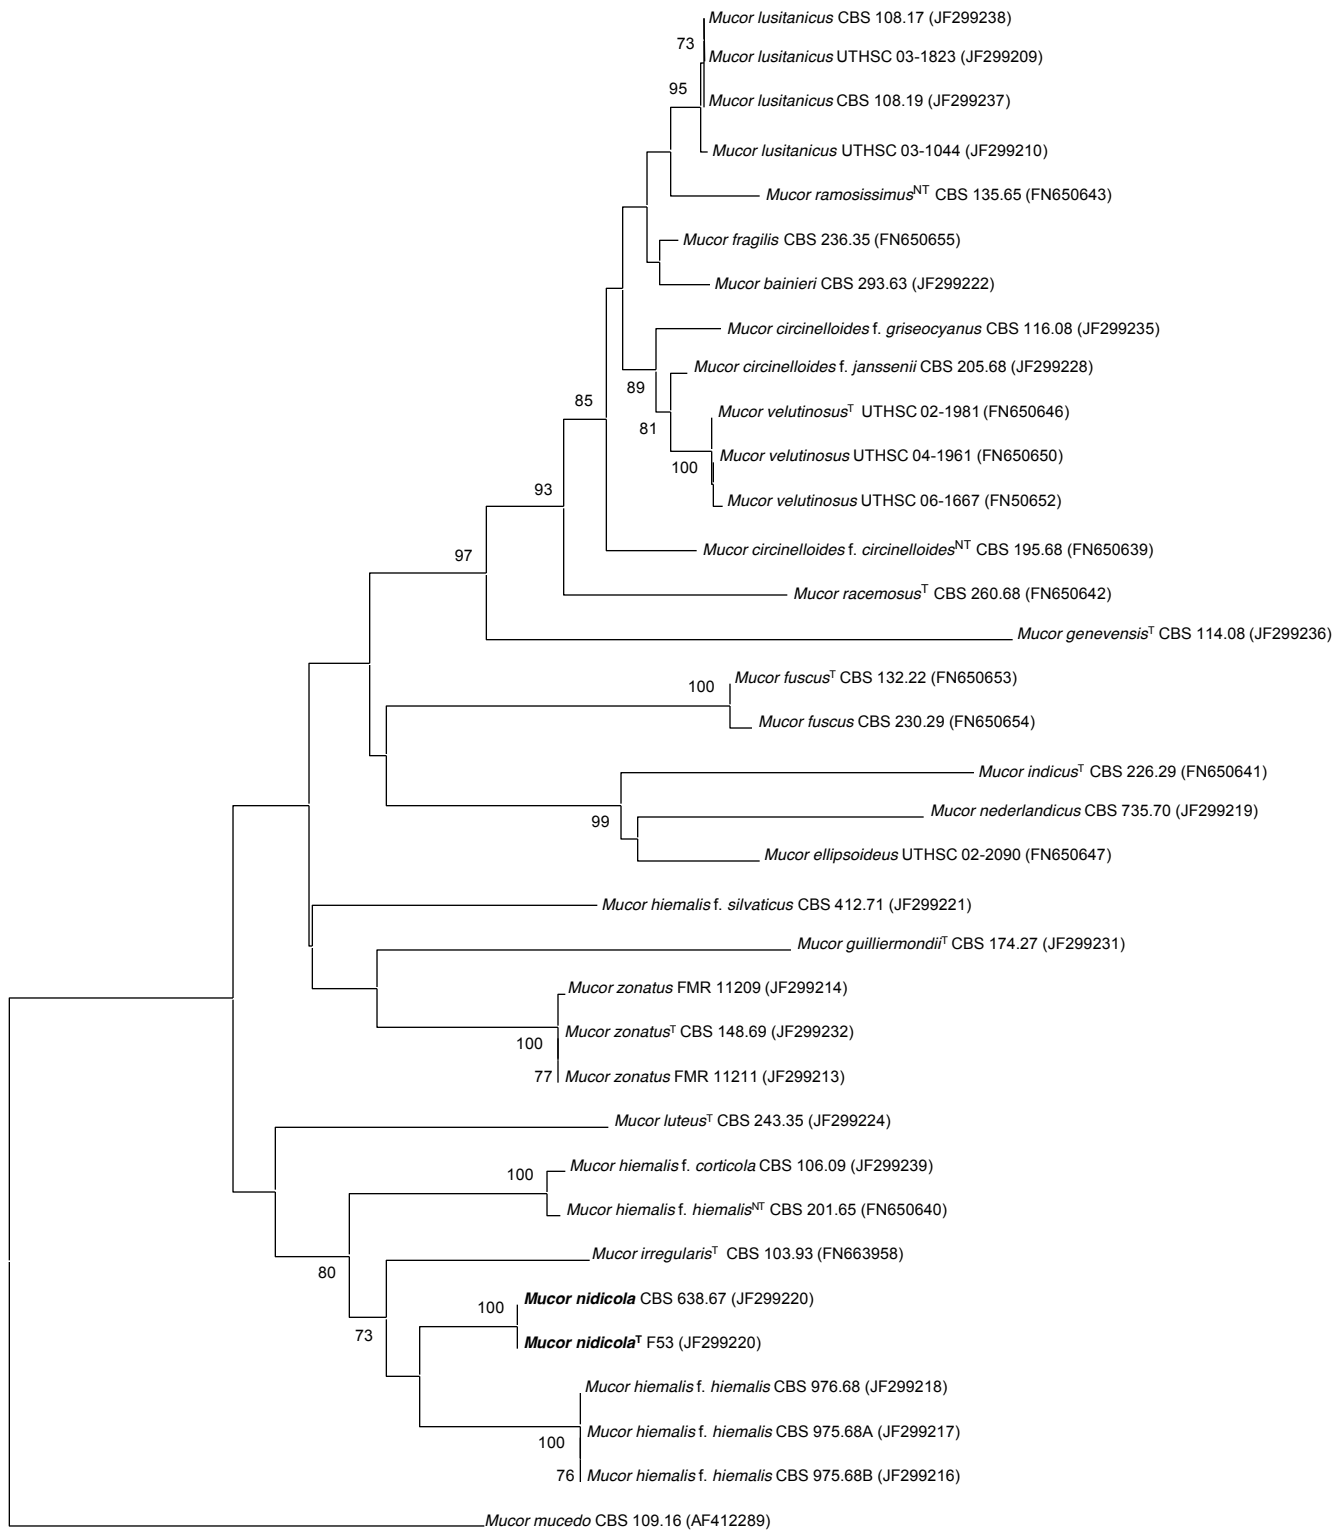 Mucor lusitanicus CBS 108.17 (JF299238)
73
Mucor lusitanicus UTHSC 03-1823 (JF299209)
95
Mucor lusitanicus CBS 108.19 (JF299237)
Mucor lusitanicus UTHSC 03-1044 (JF299210)
Mucor ramosissimusNT CBS 135.65 (FN650643)
Mucor fragilis CBS 236.35 (FN650655)
Mucor bainieri CBS 293.63 (JF299222)
Mucor circinelloides f. griseocyanus CBS 116.08 (JF299235)
Mucor circinelloides f. janssenii CBS 205.68 (JF299228)
89
85
Mucor velutinosusT UTHSC 02-1981 (FN650646)
81
Mucor velutinosus UTHSC 04-1961 (FN650650)
100
93
Mucor velutinosus UTHSC 06-1667 (FN50652)
Mucor circinelloides f. circinelloidesNT CBS 195.68 (FN650639)
97
Mucor racemosusT CBS 260.68 (FN650642)
Mucor genevensisT CBS 114.08 (JF299236)
Mucor fuscusT CBS 132.22 (FN650653)
100
Mucor fuscus CBS 230.29 (FN650654)
Mucor indicusT CBS 226.29 (FN650641)
Mucor nederlandicus CBS 735.70 (JF299219)
99
Mucor ellipsoideus UTHSC 02-2090 (FN650647)
Mucor hiemalis f. silvaticus CBS 412.71 (JF299221)
Mucor guilliermondiiT CBS 174.27 (JF299231)
Mucor zonatus FMR 11209 (JF299214)
Mucor zonatusT CBS 148.69 (JF299232)
100
77 Mucor zonatus FMR 11211 (JF299213)
Mucor luteusT CBS 243.35 (JF299224)
Mucor hiemalis f. corticola CBS 106.09 (JF299239)
100
Mucor hiemalis f. hiemalisNT CBS 201.65 (FN650640)
Mucor irregularisT CBS 103.93 (FN663958)
80
Mucor nidicola CBS 638.67 (JF299220)
100
73
Mucor nidicolaT F53 (JF299220)
Mucor hiemalis f. hiemalis CBS 976.68 (JF299218)
Mucor hiemalis f. hiemalis CBS 975.68A (JF299217)
100
76 Mucor hiemalis f. hiemalis CBS 975.68B (JF299216)
Mucor mucedo CBS 109.16 (AF412289)